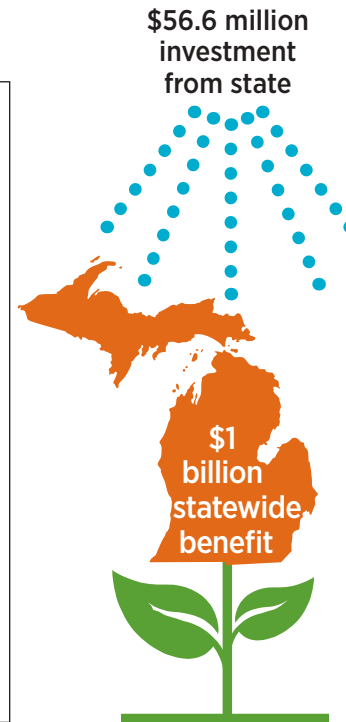 $56.6 million
investment
from state
$1
billion
statewide
benefit